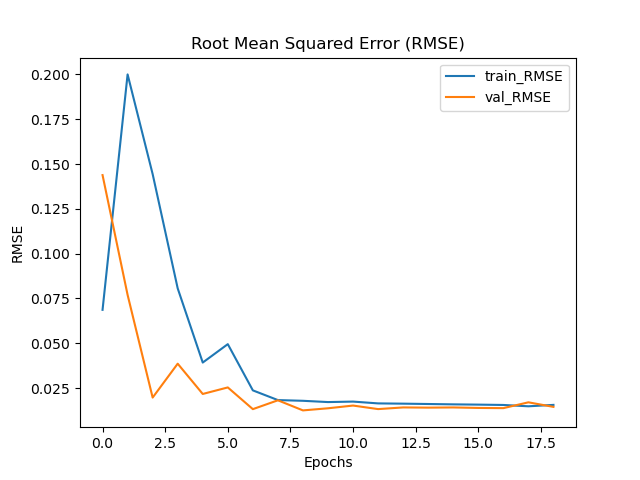 Root Mean Squared Error (RMSE)
train_RMSE
val_RMSE
0.200
0.175
0.150
0.125
0.100
0.075
0.050
0.025
RMSE
0.0 2.5 5.0 7.5 10.0 12.5 15.0 17.5
Epochs